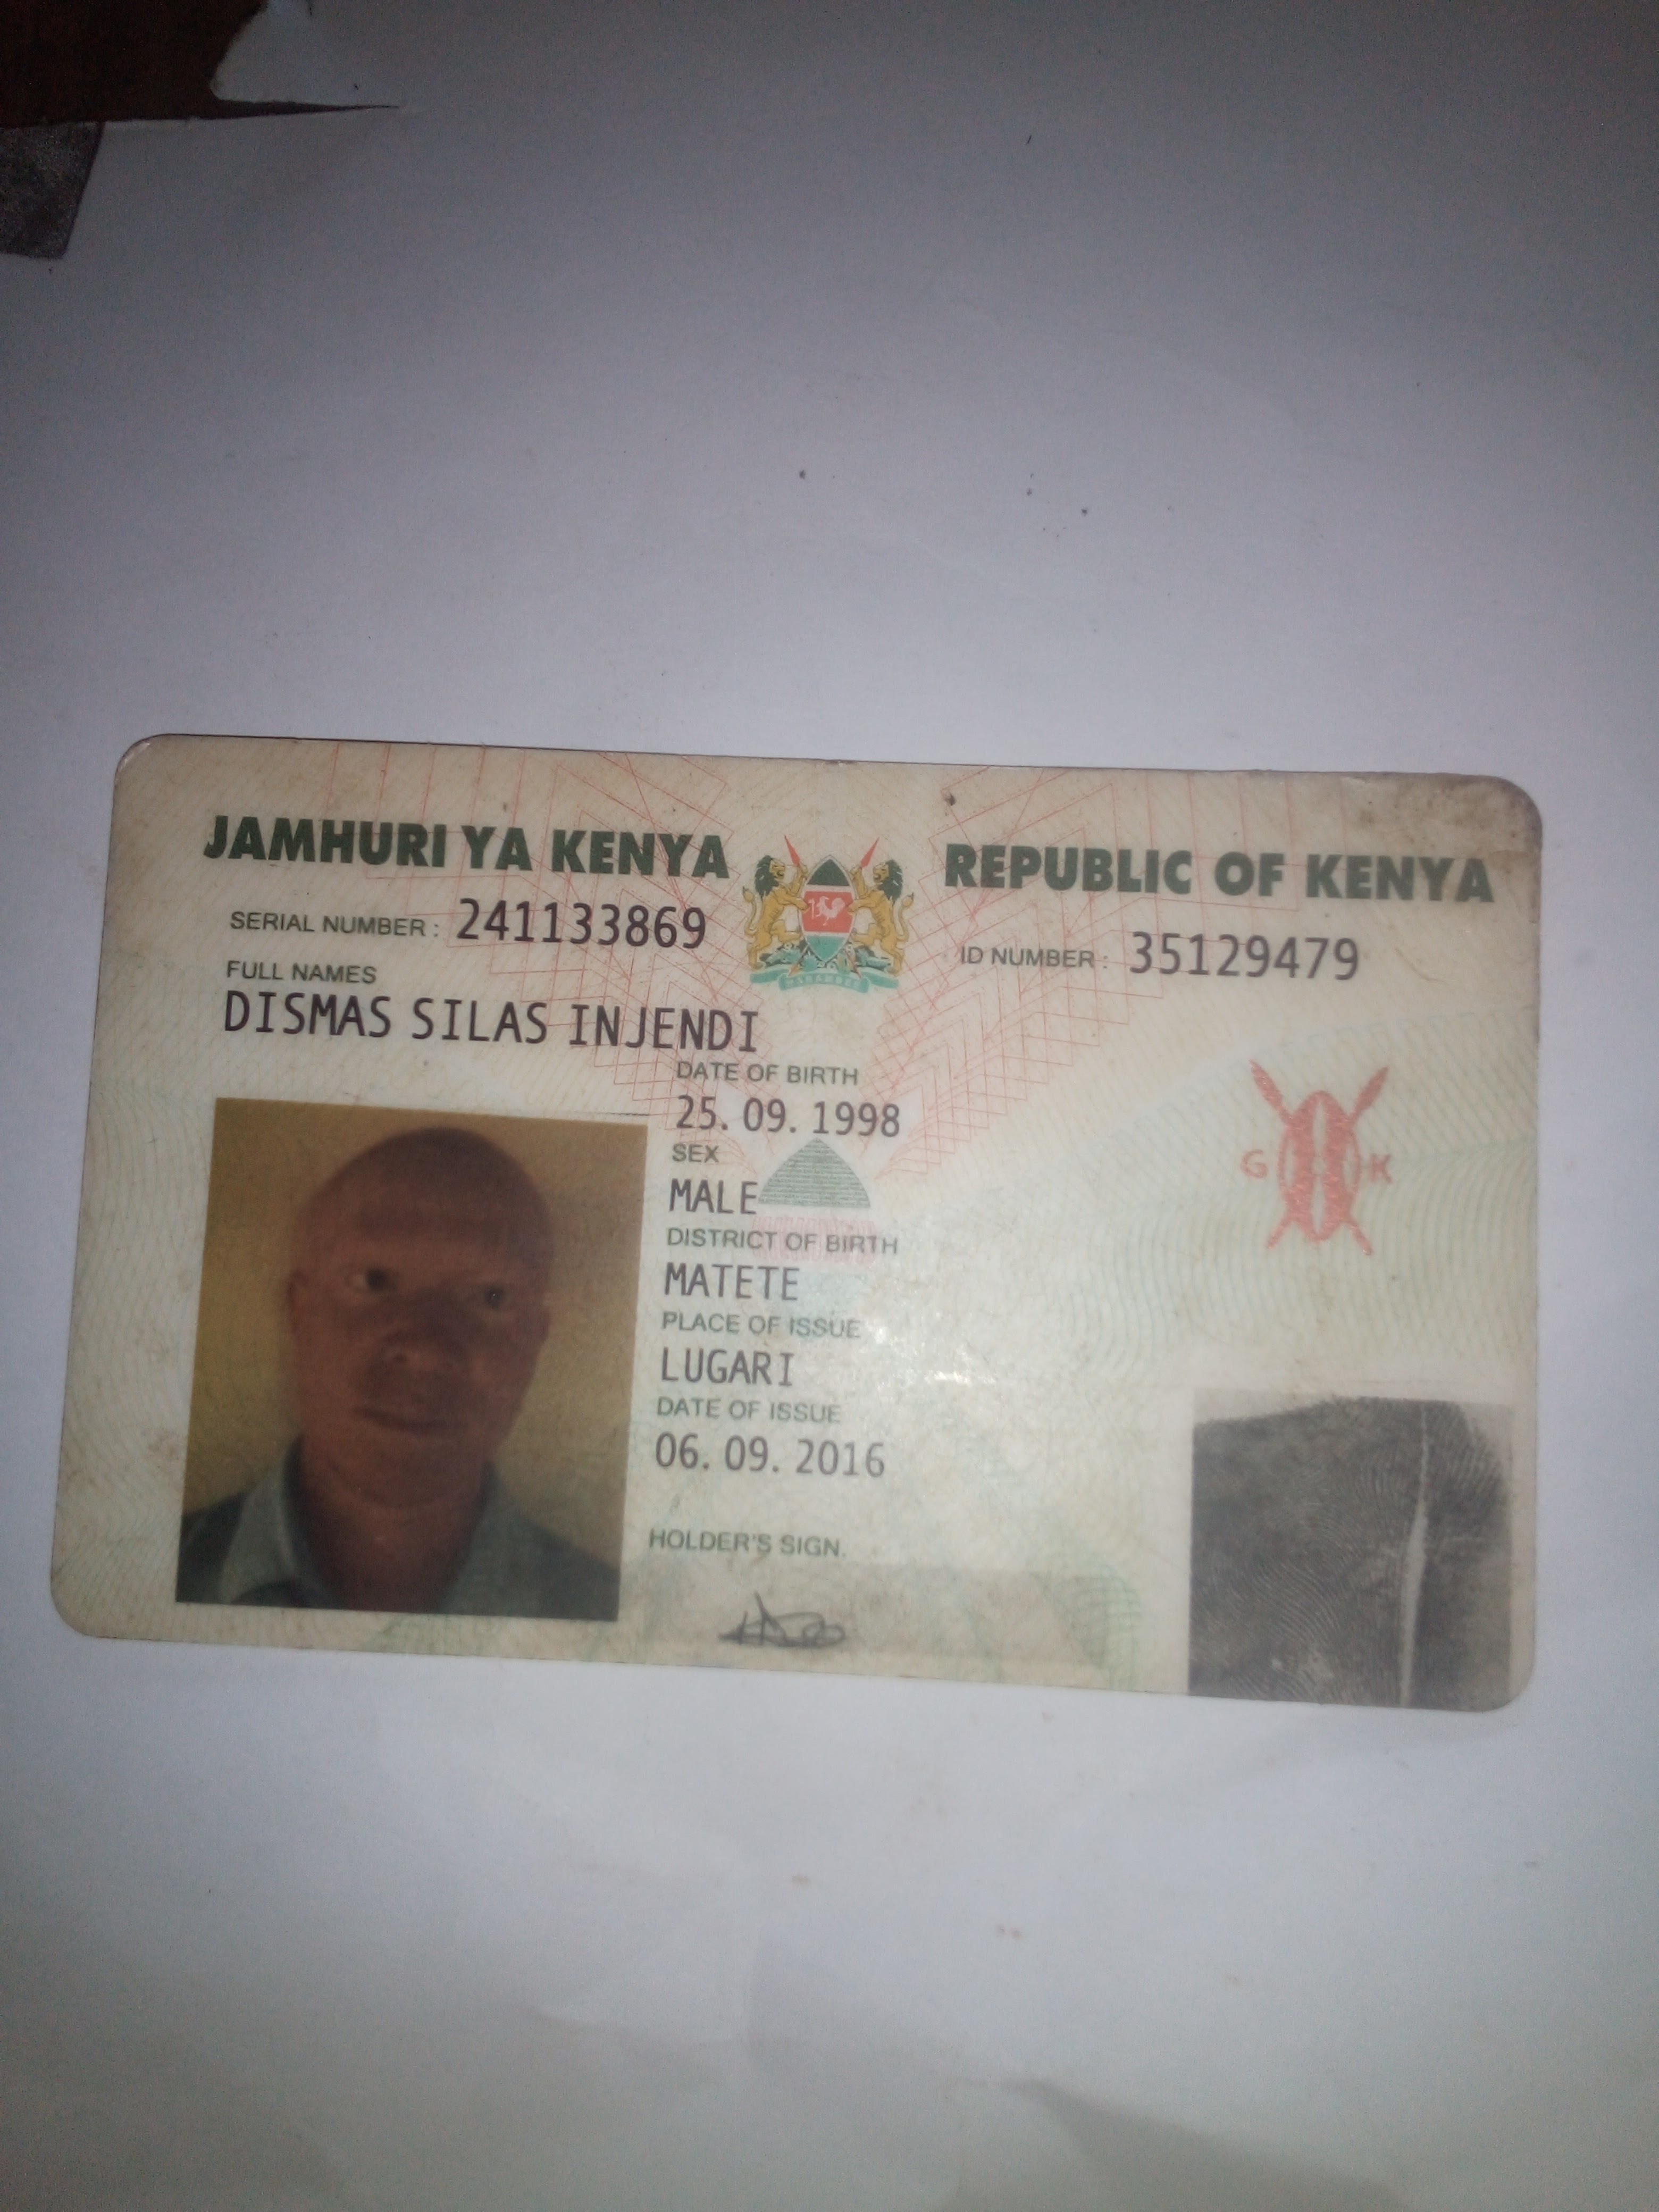 JAMHURI YA KENYA
REPUBLIC OF KENYA
SERIAL NUMBER : 241133869
ID NUMBER : 35129479
FULL NAMES
DISMAS SILAS INJENDI
DATE OF BIRTH
25. 09. 1998
SEX
MALE
DISTRICT OF BIRTH
MATETE
PLACE OF ISSUE
LUGARI
DATE OF ISSUE
06. 09. 2016
HOLDER'S SIGN.
G K
HARAMBEE